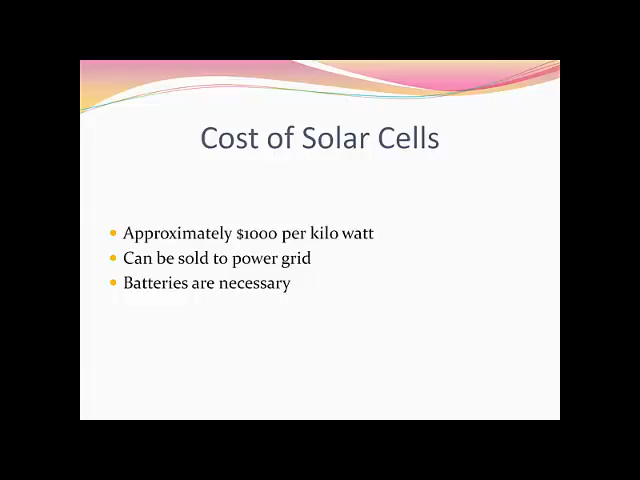 Cost of Solar Cells
Approximately $1000 per kilo watt
Can be sold to power grid
Batteries are necessary